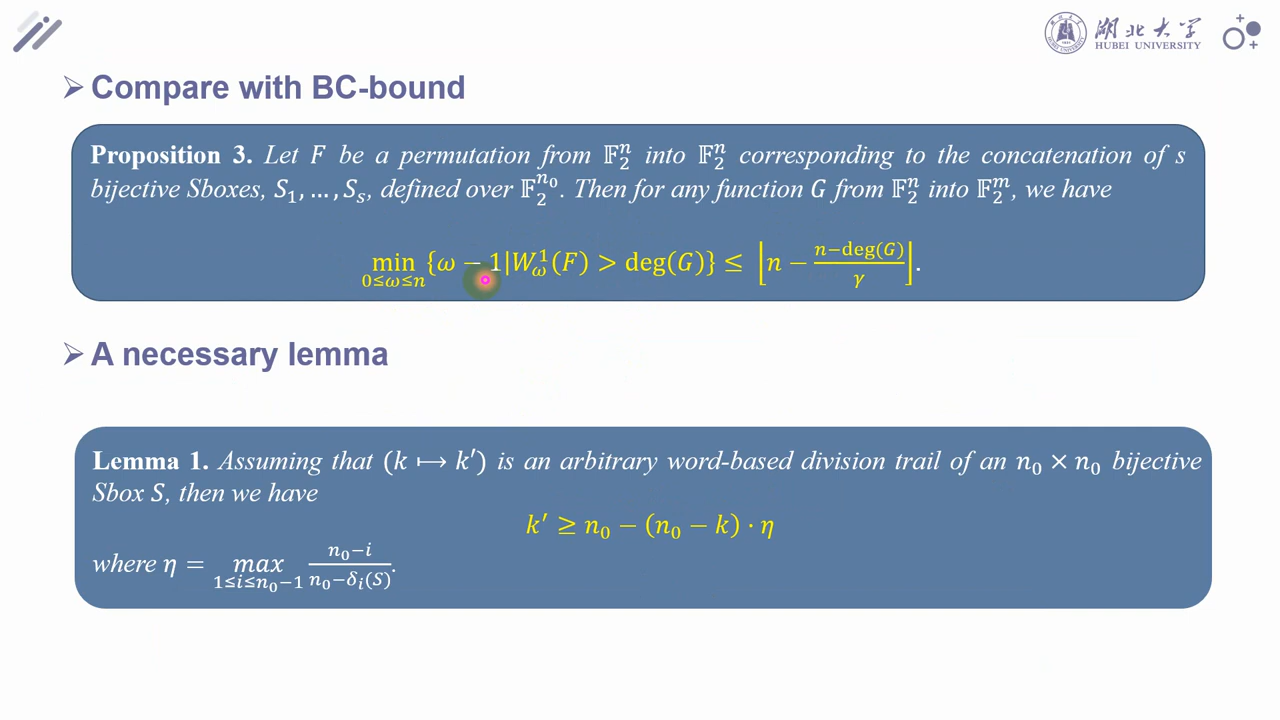 湖北大学
HUBEI UNIVERSITY
➢ Compare with BC-bound
Proposition 3. Let F be a permutation from 𝔽₂ⁿ into 𝔽₂ⁿ corresponding to the concatenation of s
bijective Sboxes, S₁, …, Sₛ, defined over 𝔽₂^{n₀}. Then for any function G from 𝔽₂ⁿ into 𝔽₂ᵐ, we have
min_{0≤ω≤n} {ω − 1|W_ω^1(F) > deg(G)} ≤ ⌊n − (n−deg(G))/γ⌋.
➢ A necessary lemma
Lemma 1. Assuming that (k ⟼ k′) is an arbitrary word-based division trail of an n₀ × n₀ bijective
Sbox S, then we have
k′ ≥ n₀ − (n₀ − k) · η
where η = max_{1≤i≤n₀−1} (n₀−i)/(n₀−δᵢ(S)).